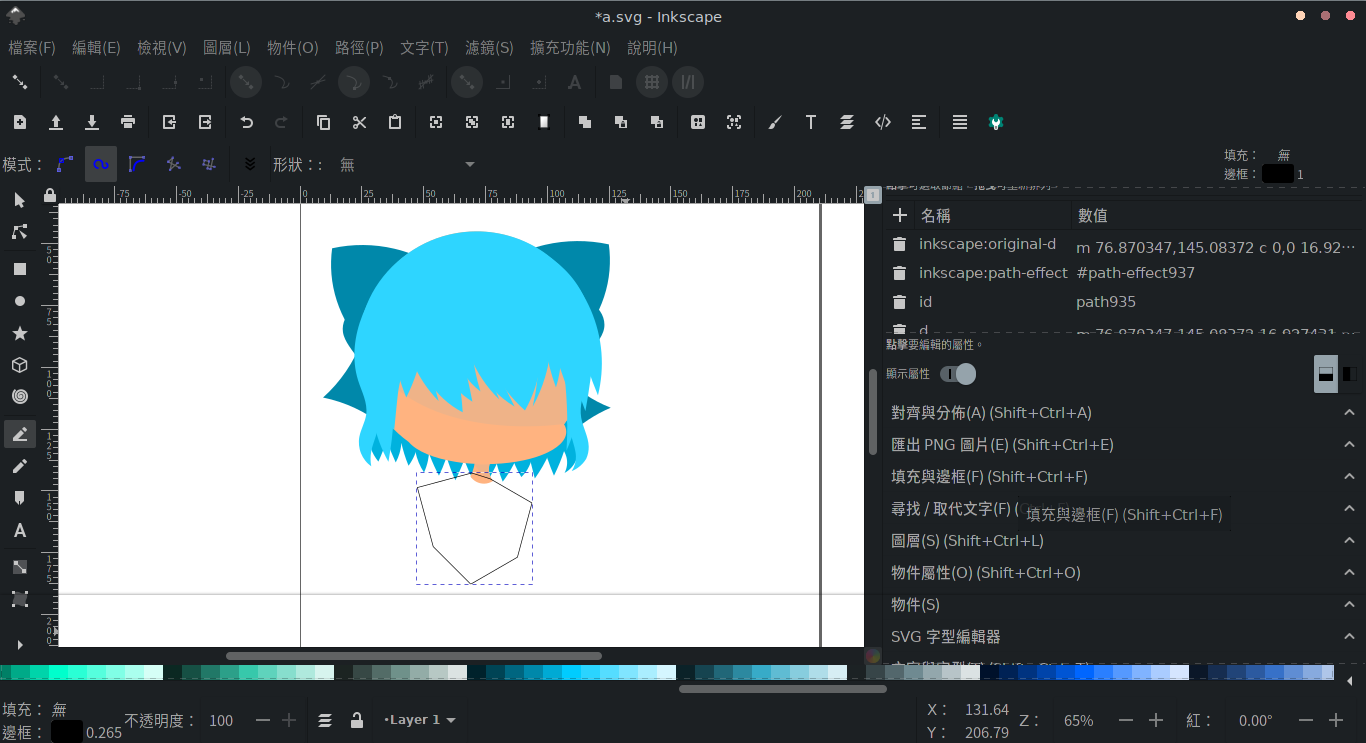 *a.svg - Inkscape
檔案(F) 編輯(E) 檢視(V) 圖層(L) 物件(O) 路徑(P) 文字(T) 濾鏡(S) 擴充功能(N) 說明(H)
模式： 形狀：: 無
填充： 無
邊框： 1
-75 -50 -25 0 25 50 75 100 125 150 175 200
50
75
100
125
150
175
200
名稱 數值
inkscape:original-d m 76.870347,145.08372 c 0,0 16.92···
inkscape:path-effect #path-effect937
id path935
d m 76.870347,145.08372 16.927431
點擊要編輯的屬性。
顯示屬性
對齊與分佈(A) (Shift+Ctrl+A)
匯出 PNG 圖片(E) (Shift+Ctrl+E)
填充與邊框(F) (Shift+Ctrl+F)
尋找 / 取代文字(F) (
填充與邊框(F) (Shift+Ctrl+F)
圖層(S) (Shift+Ctrl+L)
物件屬性(O) (Shift+Ctrl+O)
物件(S)
SVG 字型編輯器
填充： 無
邊框： 0.265
不透明度： 100
•Layer 1
X： 131.64
Y： 206.79
Z： 65%
紅： 0.00°